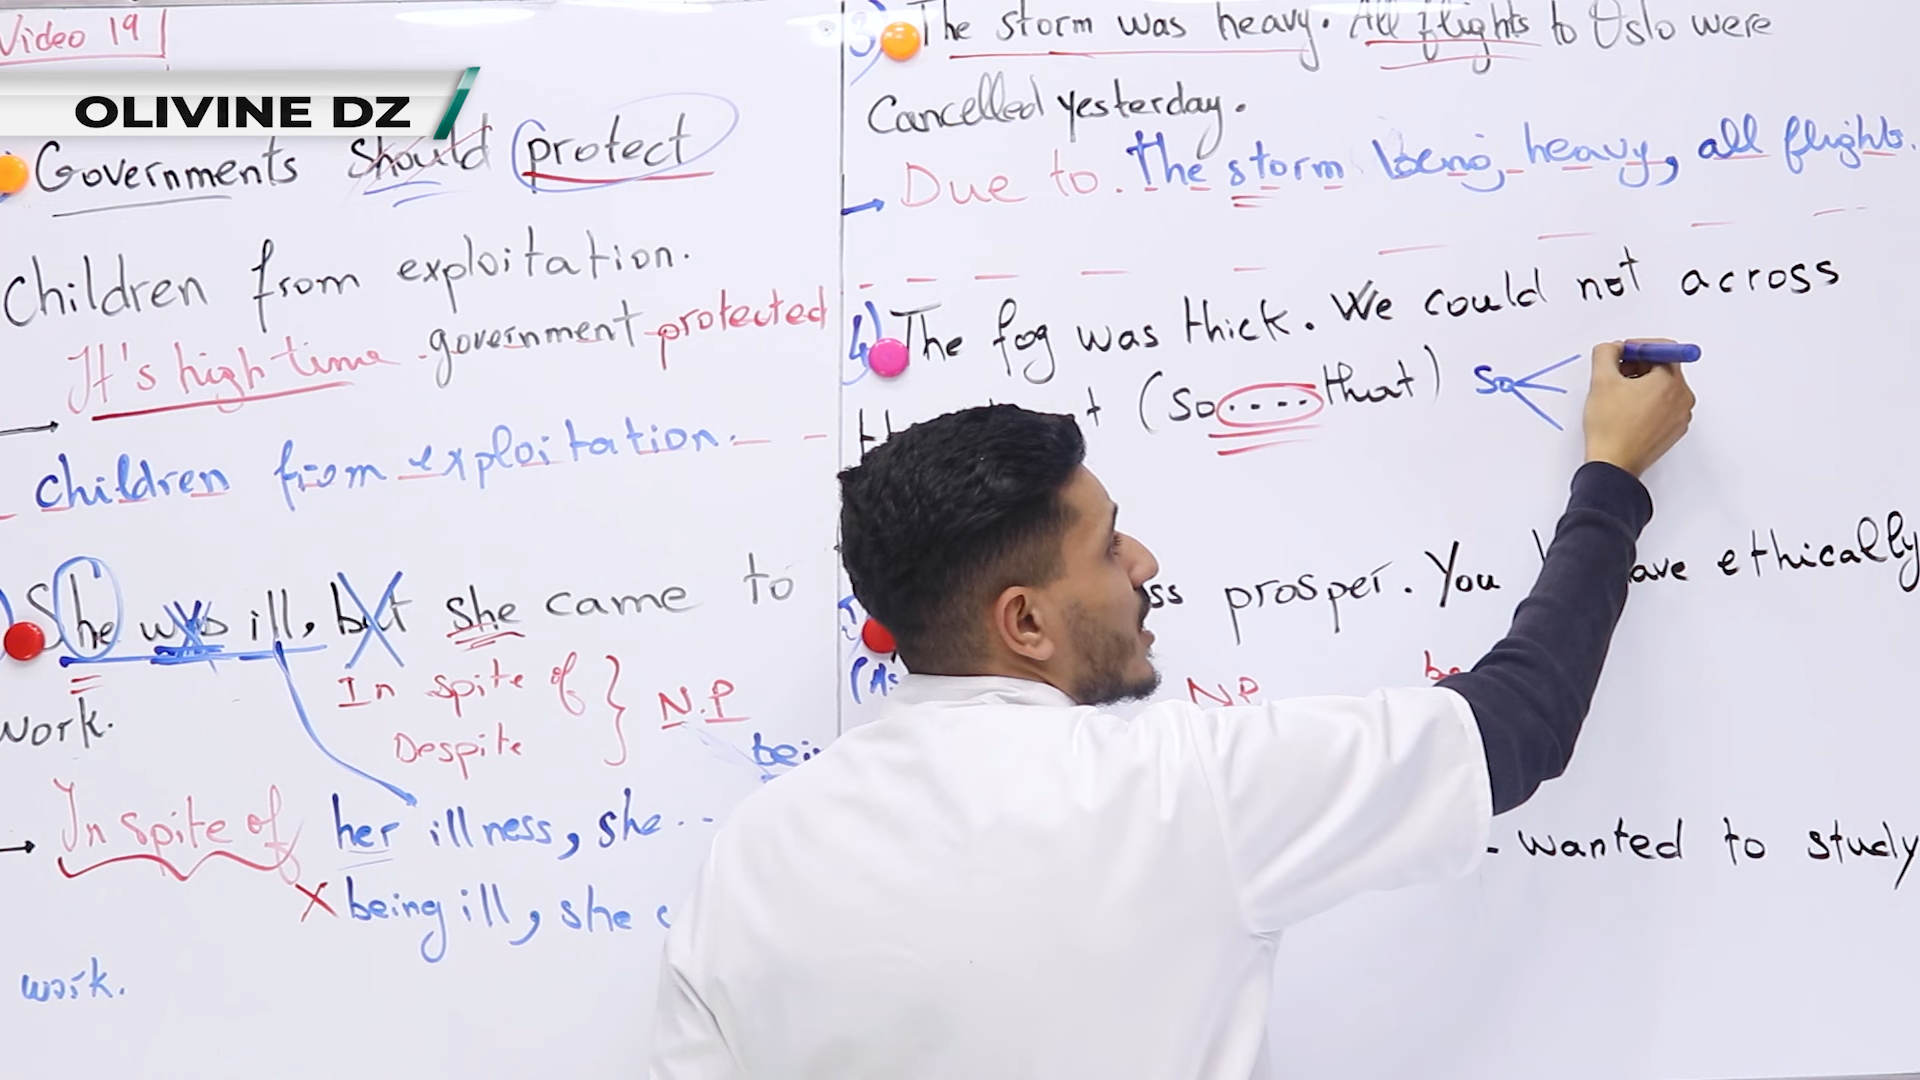 Video 19
OLIVINE DZ
Governments should protect
Children from exploitation.
It's high time government protected
children from exploitation.
She was ill, but she came to
work.
In spite of
Despite
N.P
In spite of her illness, she...
X being ill, she c
work.
3) The storm was heavy. All flights to Oslo were
Cancelled yesterday.
Due to. The storm being heavy, all flights.
4) The fog was thick. We could not across
(so....that) so
prosper. You ethically
N.P
wanted to study